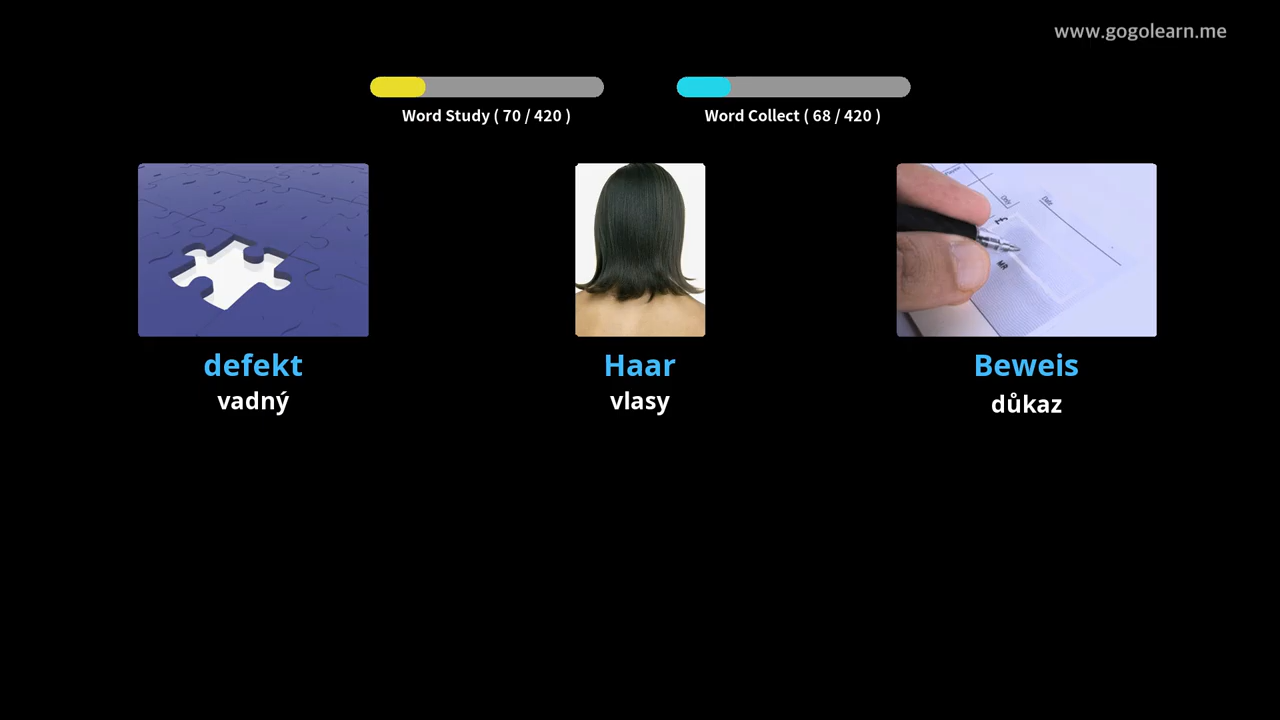 www.gogolearn.me
Word Study ( 70 / 420 )
Word Collect ( 68 / 420 )
defekt
vadný
Haar
vlasy
Beweis
důkaz